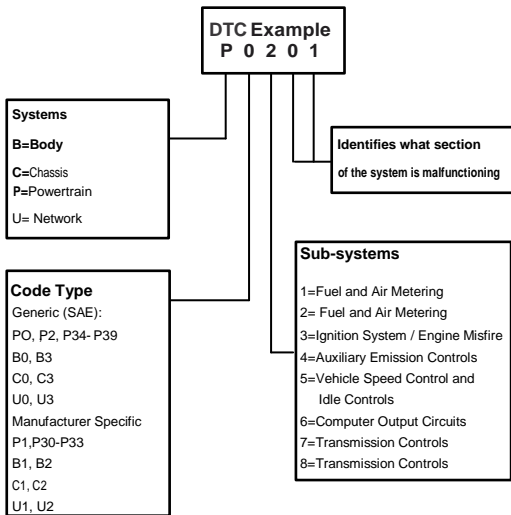 DTC Example
P 0 2 0 1
Systems
B=Body
C=Chassis
P=Powertrain
U= Network
Identifies what section
of the system is malfunctioning
Code Type
Generic (SAE):
PO, P2, P34- P39
B0, B3
C0, C3
U0, U3
Manufacturer Specific
P1,P30-P33
B1, B2
C1, C2
U1, U2
Sub-systems
1=Fuel and Air Metering
2= Fuel and Air Metering
3=Ignition System / Engine Misfire
4=Auxiliary Emission Controls
5=Vehicle Speed Control and
Idle Controls
6=Computer Output Circuits
7=Transmission Controls
8=Transmission Controls